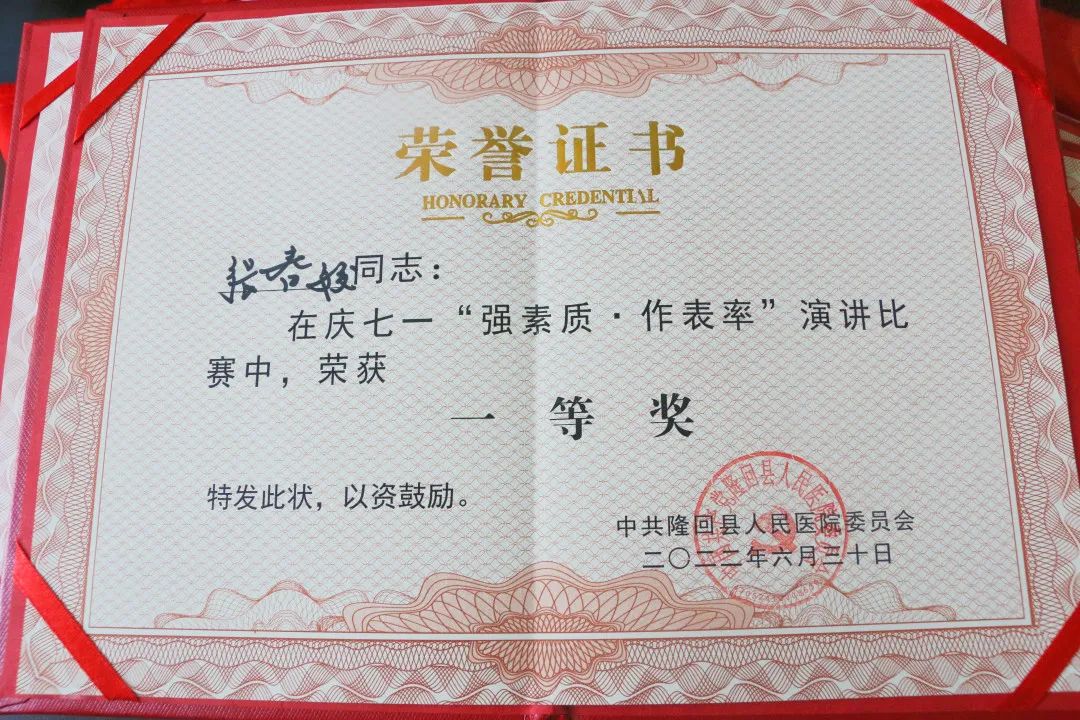 荣誉证书
HONORARY CREDENTIAL
张春姣同志：
在庆七一“强素质·作表率”演讲比
赛中，荣获
一等奖
特发此状，以资鼓励。
中共隆回县人民医院委员会
二〇二二年六月三十日